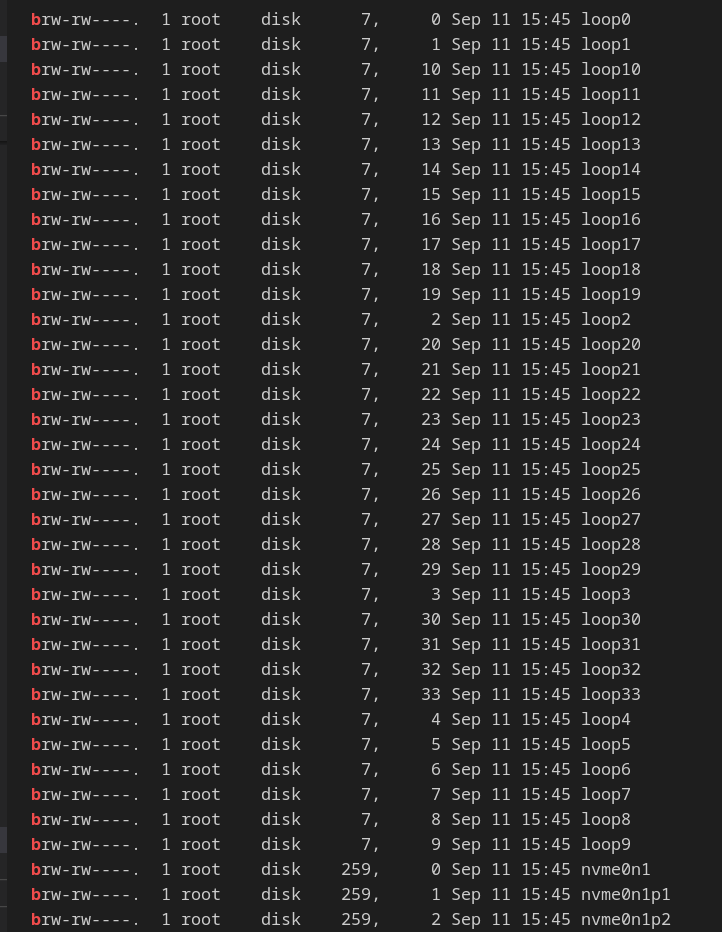 brw-rw----.  1 root    disk      7,     0 Sep 11 15:45 loop0
brw-rw----.  1 root    disk      7,     1 Sep 11 15:45 loop1
brw-rw----.  1 root    disk      7,    10 Sep 11 15:45 loop10
brw-rw----.  1 root    disk      7,    11 Sep 11 15:45 loop11
brw-rw----.  1 root    disk      7,    12 Sep 11 15:45 loop12
brw-rw----.  1 root    disk      7,    13 Sep 11 15:45 loop13
brw-rw----.  1 root    disk      7,    14 Sep 11 15:45 loop14
brw-rw----.  1 root    disk      7,    15 Sep 11 15:45 loop15
brw-rw----.  1 root    disk      7,    16 Sep 11 15:45 loop16
brw-rw----.  1 root    disk      7,    17 Sep 11 15:45 loop17
brw-rw----.  1 root    disk      7,    18 Sep 11 15:45 loop18
brw-rw----.  1 root    disk      7,    19 Sep 11 15:45 loop19
brw-rw----.  1 root    disk      7,     2 Sep 11 15:45 loop2
brw-rw----.  1 root    disk      7,    20 Sep 11 15:45 loop20
brw-rw----.  1 root    disk      7,    21 Sep 11 15:45 loop21
brw-rw----.  1 root    disk      7,    22 Sep 11 15:45 loop22
brw-rw----.  1 root    disk      7,    23 Sep 11 15:45 loop23
brw-rw----.  1 root    disk      7,    24 Sep 11 15:45 loop24
brw-rw----.  1 root    disk      7,    25 Sep 11 15:45 loop25
brw-rw----.  1 root    disk      7,    26 Sep 11 15:45 loop26
brw-rw----.  1 root    disk      7,    27 Sep 11 15:45 loop27
brw-rw----.  1 root    disk      7,    28 Sep 11 15:45 loop28
brw-rw----.  1 root    disk      7,    29 Sep 11 15:45 loop29
brw-rw----.  1 root    disk      7,     3 Sep 11 15:45 loop3
brw-rw----.  1 root    disk      7,    30 Sep 11 15:45 loop30
brw-rw----.  1 root    disk      7,    31 Sep 11 15:45 loop31
brw-rw----.  1 root    disk      7,    32 Sep 11 15:45 loop32
brw-rw----.  1 root    disk      7,    33 Sep 11 15:45 loop33
brw-rw----.  1 root    disk      7,     4 Sep 11 15:45 loop4
brw-rw----.  1 root    disk      7,     5 Sep 11 15:45 loop5
brw-rw----.  1 root    disk      7,     6 Sep 11 15:45 loop6
brw-rw----.  1 root    disk      7,     7 Sep 11 15:45 loop7
brw-rw----.  1 root    disk      7,     8 Sep 11 15:45 loop8
brw-rw----.  1 root    disk      7,     9 Sep 11 15:45 loop9
brw-rw----.  1 root    disk    259,     0 Sep 11 15:45 nvme0n1
brw-rw----.  1 root    disk    259,     1 Sep 11 15:45 nvme0n1p1
brw-rw----.  1 root    disk    259,     2 Sep 11 15:45 nvme0n1p2